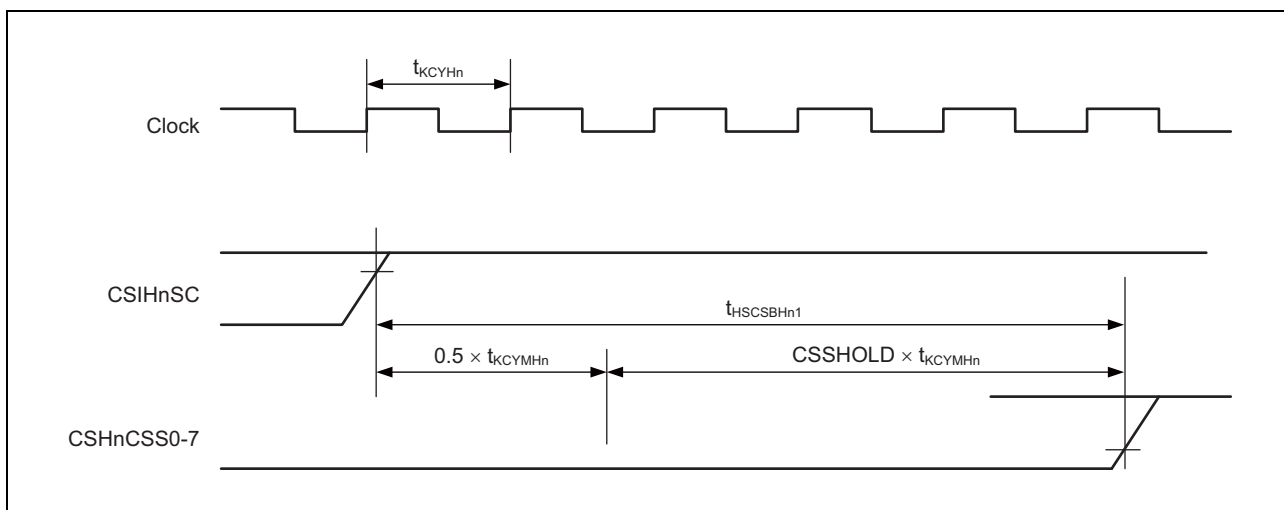 tKCYHn
Clock
CSIHnSC
tHSCSBHn1
0.5 × tKCYMHn
CSSHOLD × tKCYMHn
CSHnCSS0-7